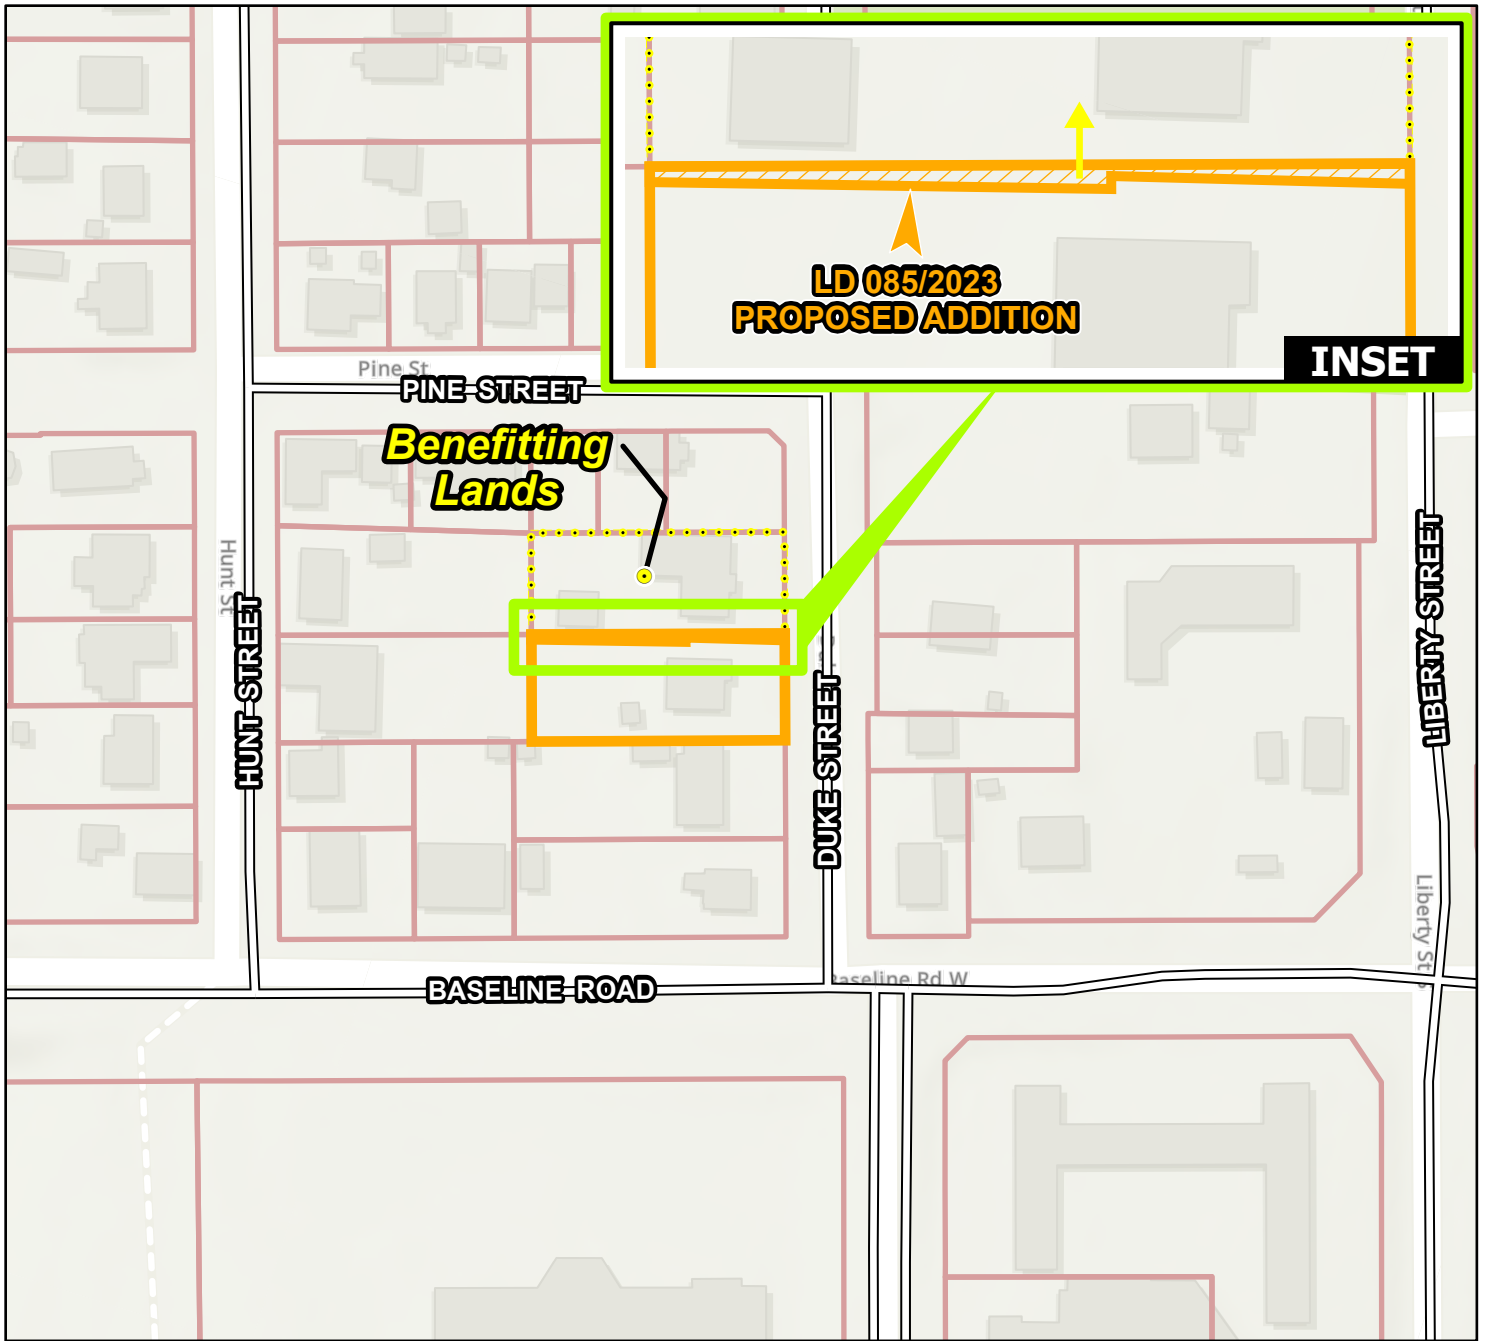 LD 085/2023
PROPOSED ADDITION
INSET
Pine St
PINE STREET
Benefitting
Lands
Hunt St
HUNT STREET
DUKE STREET
LIBERTY STREET
Liberty St
Baseline Rd W
BASELINE ROAD